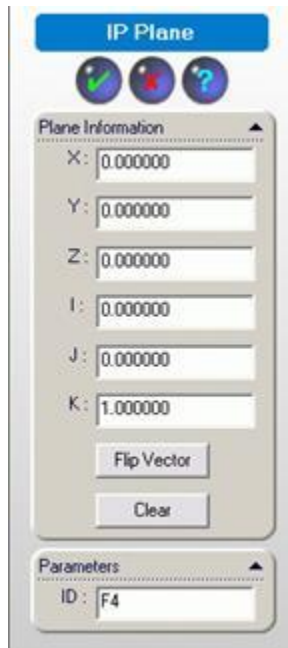 IP Plane
?
Plane Information
X: 0.000000
Y: 0.000000
Z: 0.000000
I: 0.000000
J: 0.000000
K: 1.000000
Flip Vector
Clear
Parameters
ID : F4